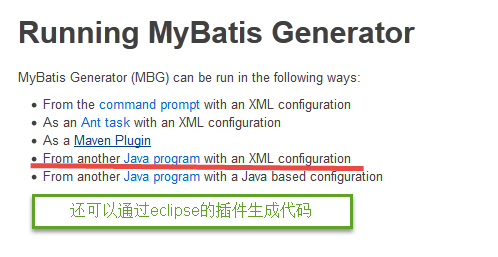 Running MyBatis Generator
MyBatis Generator (MBG) can be run in the following ways:
From the command prompt with an XML configuration
As an Ant task with an XML configuration
As a Maven Plugin
From another Java program with an XML configuration
From another Java program with a Java based configuration
还可以通过eclipse的插件生成代码